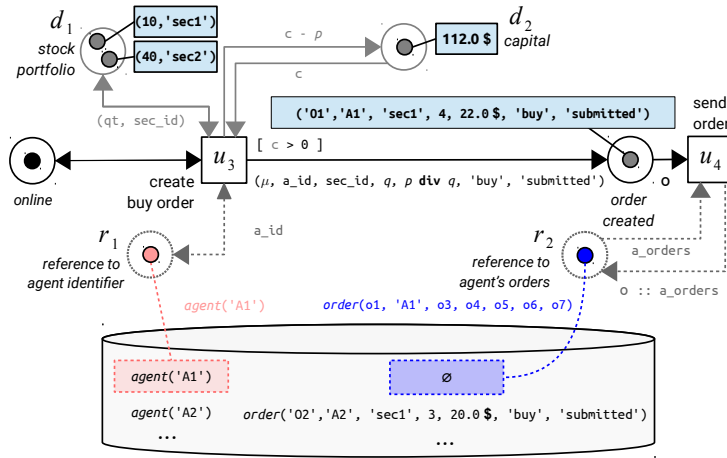 d1
stock
portfolio
(10,'sec1')
(40,'sec2')
c - p
c
112.0 $
d2
capital
(qt, sec_id)
('O1','A1', 'sec1', 4, 22.0 $, 'buy', 'submitted')
send
order
online
u3
[ c > 0 ]
create
buy order
(μ, a_id, sec_id, q, p div q, 'buy', 'submitted')
order
created
o
u4
r1
reference to
agent identifier
a_id
r2
reference to
agent's orders
a_orders
o :: a_orders
agent('A1')
order(o1, 'A1', o3, o4, o5, o6, o7)
agent('A1')
∅
agent('A2')
order('O2','A2', 'sec1', 3, 20.0 $, 'buy', 'submitted')
...
...